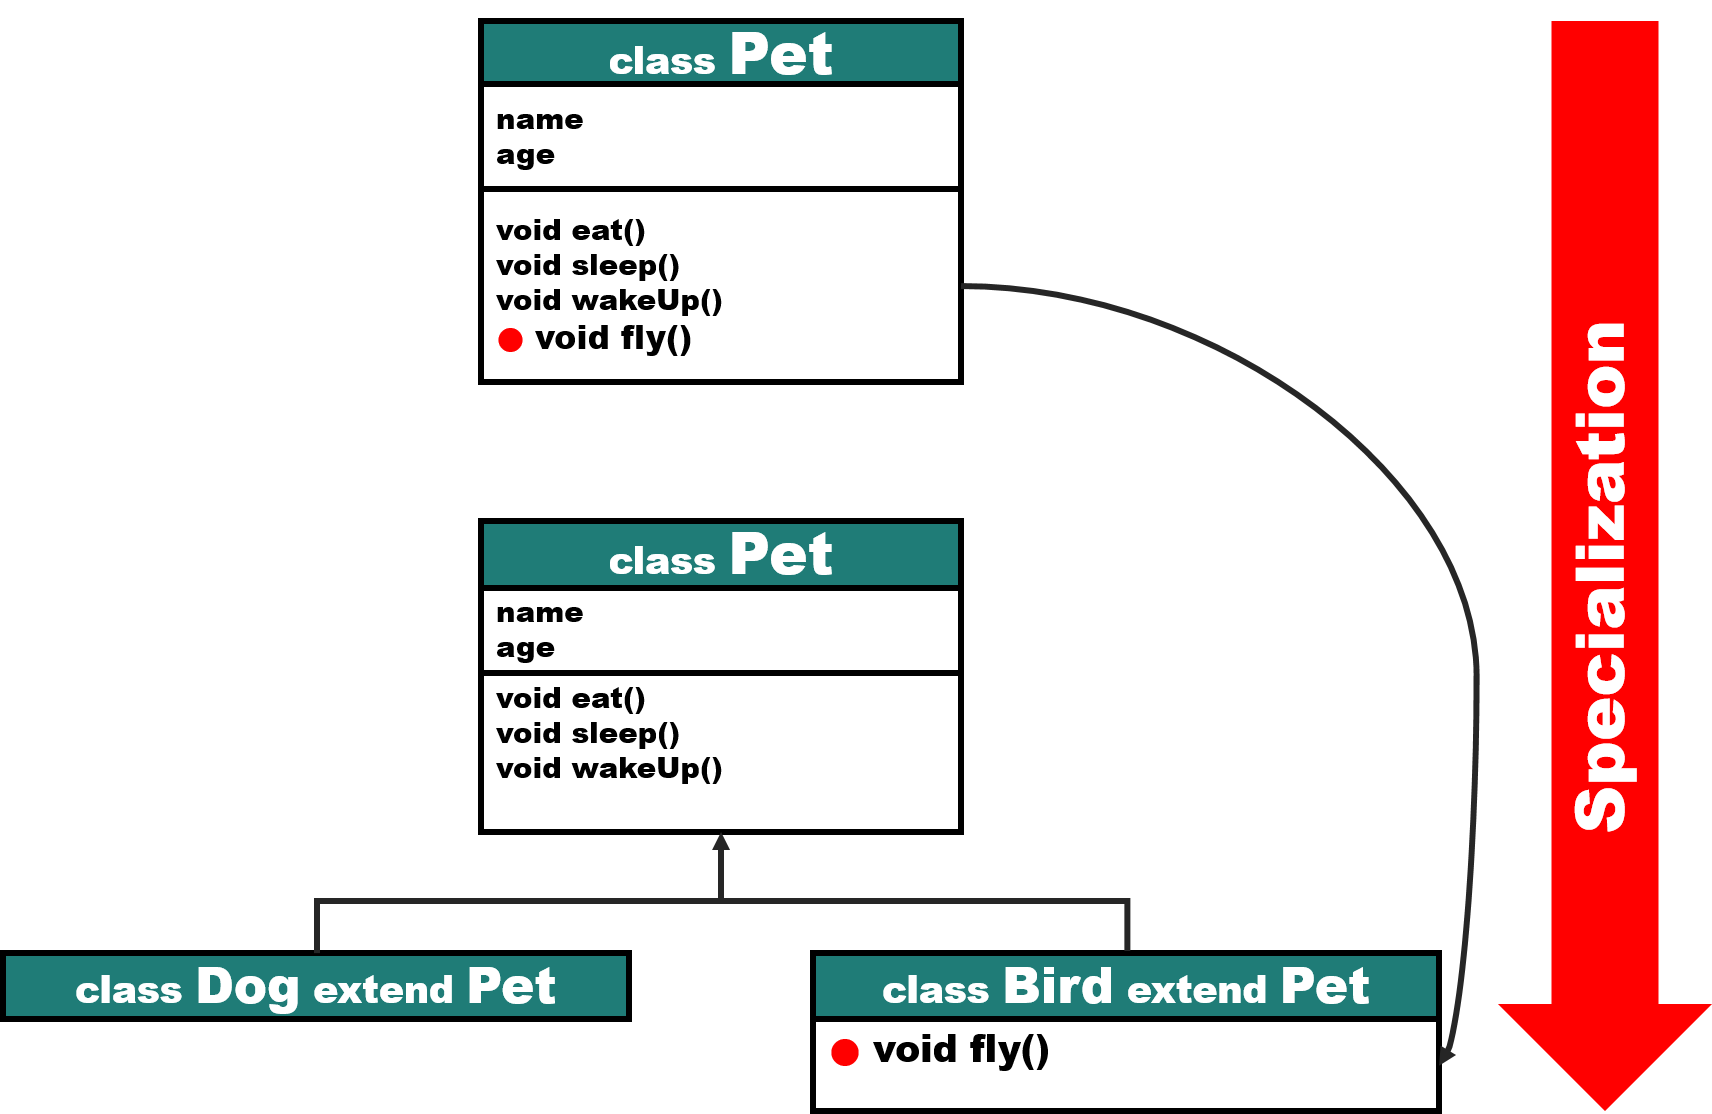 class Pet
name
age
void eat()
void sleep()
void wakeUp()
void fly()
class Pet
name
age
void eat()
void sleep()
void wakeUp()
class Dog extend Pet
class Bird extend Pet
void fly()
Specialization